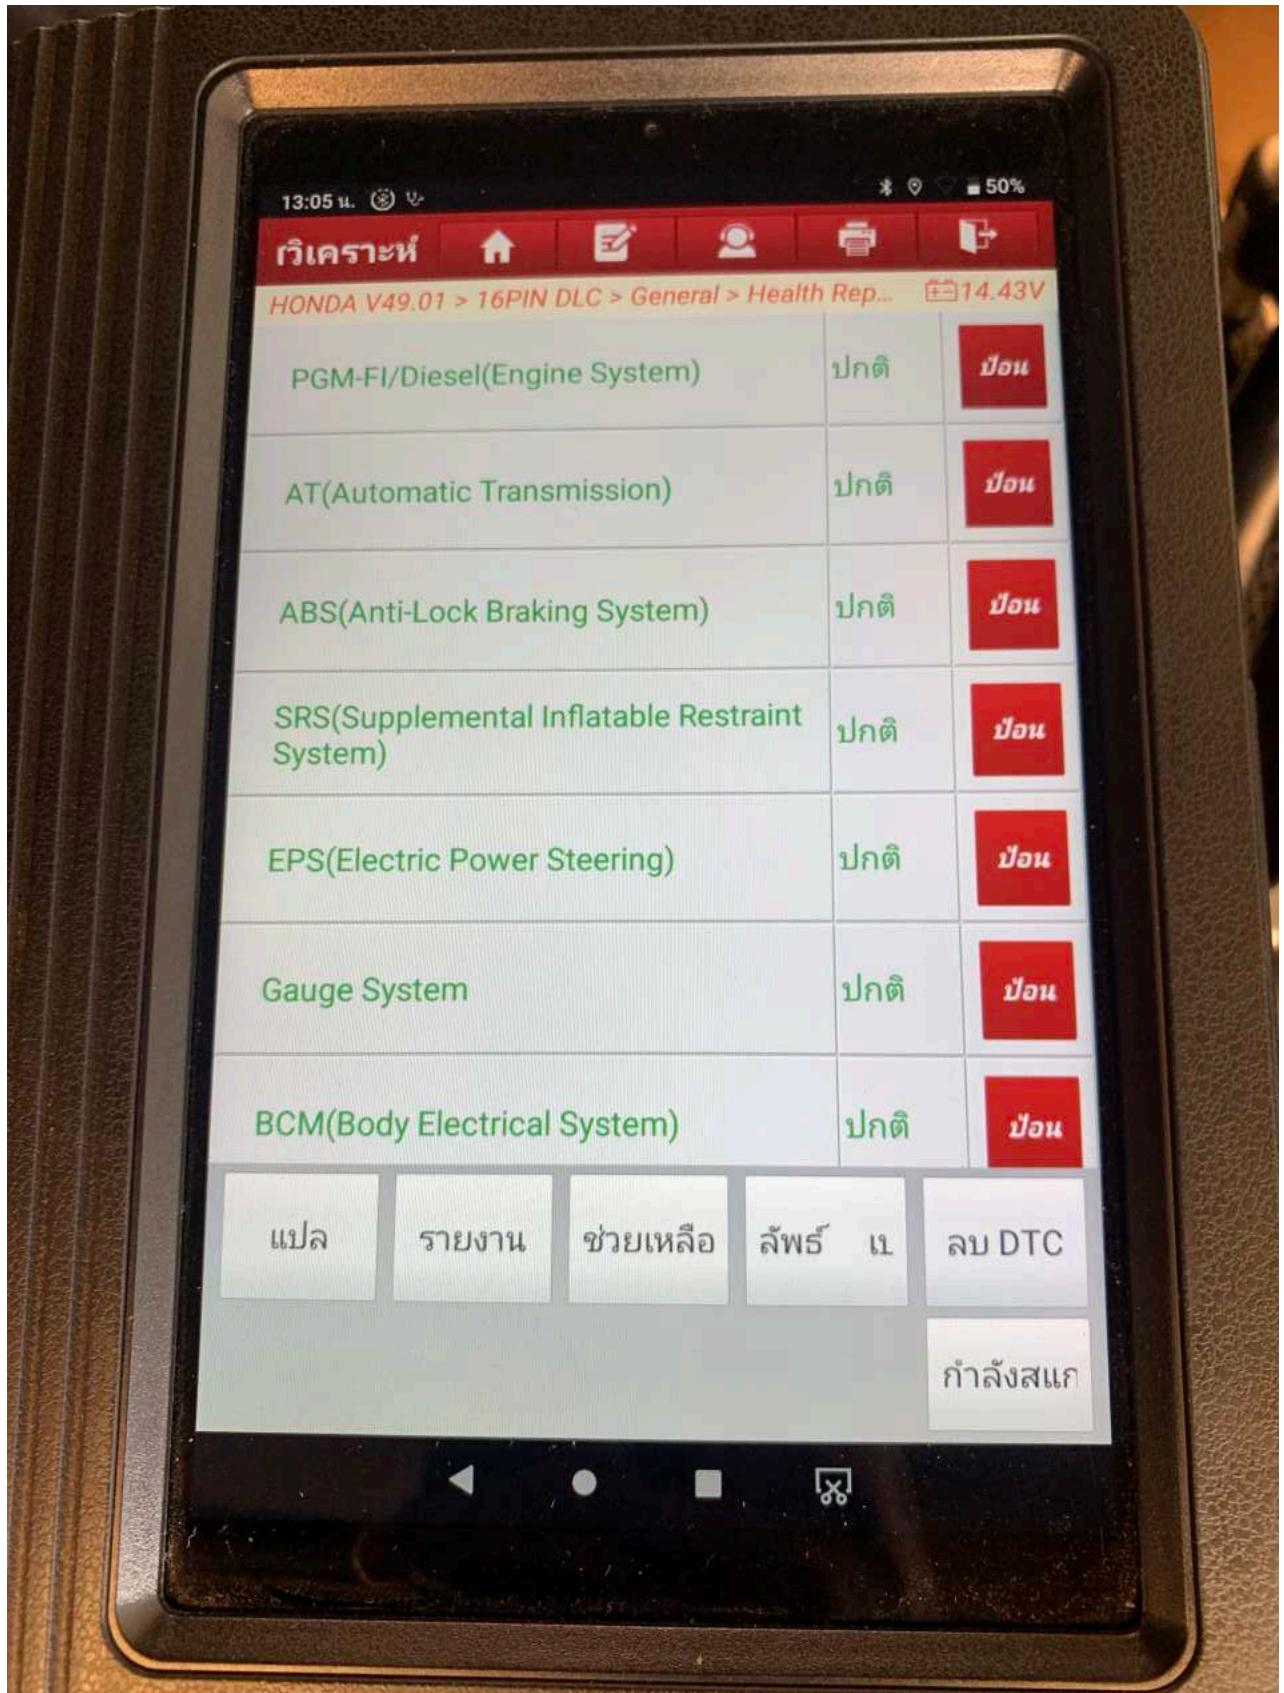 13:05 น. 50%
รวิเคราะห์
HONDA V49.01 > 16PIN DLC > General > Health Rep... 14.43V
PGM-FI/Diesel(Engine System) ปกติ ป้อน
AT(Automatic Transmission) ปกติ ป้อน
ABS(Anti-Lock Braking System) ปกติ ป้อน
SRS(Supplemental Inflatable Restraint
System) ปกติ ป้อน
EPS(Electric Power Steering) ปกติ ป้อน
Gauge System ปกติ ป้อน
BCM(Body Electrical System) ปกติ ป้อน
แปล รายงาน ช่วยเหลือ ลัพธ์ เป ลบ DTC
กำลังสแก